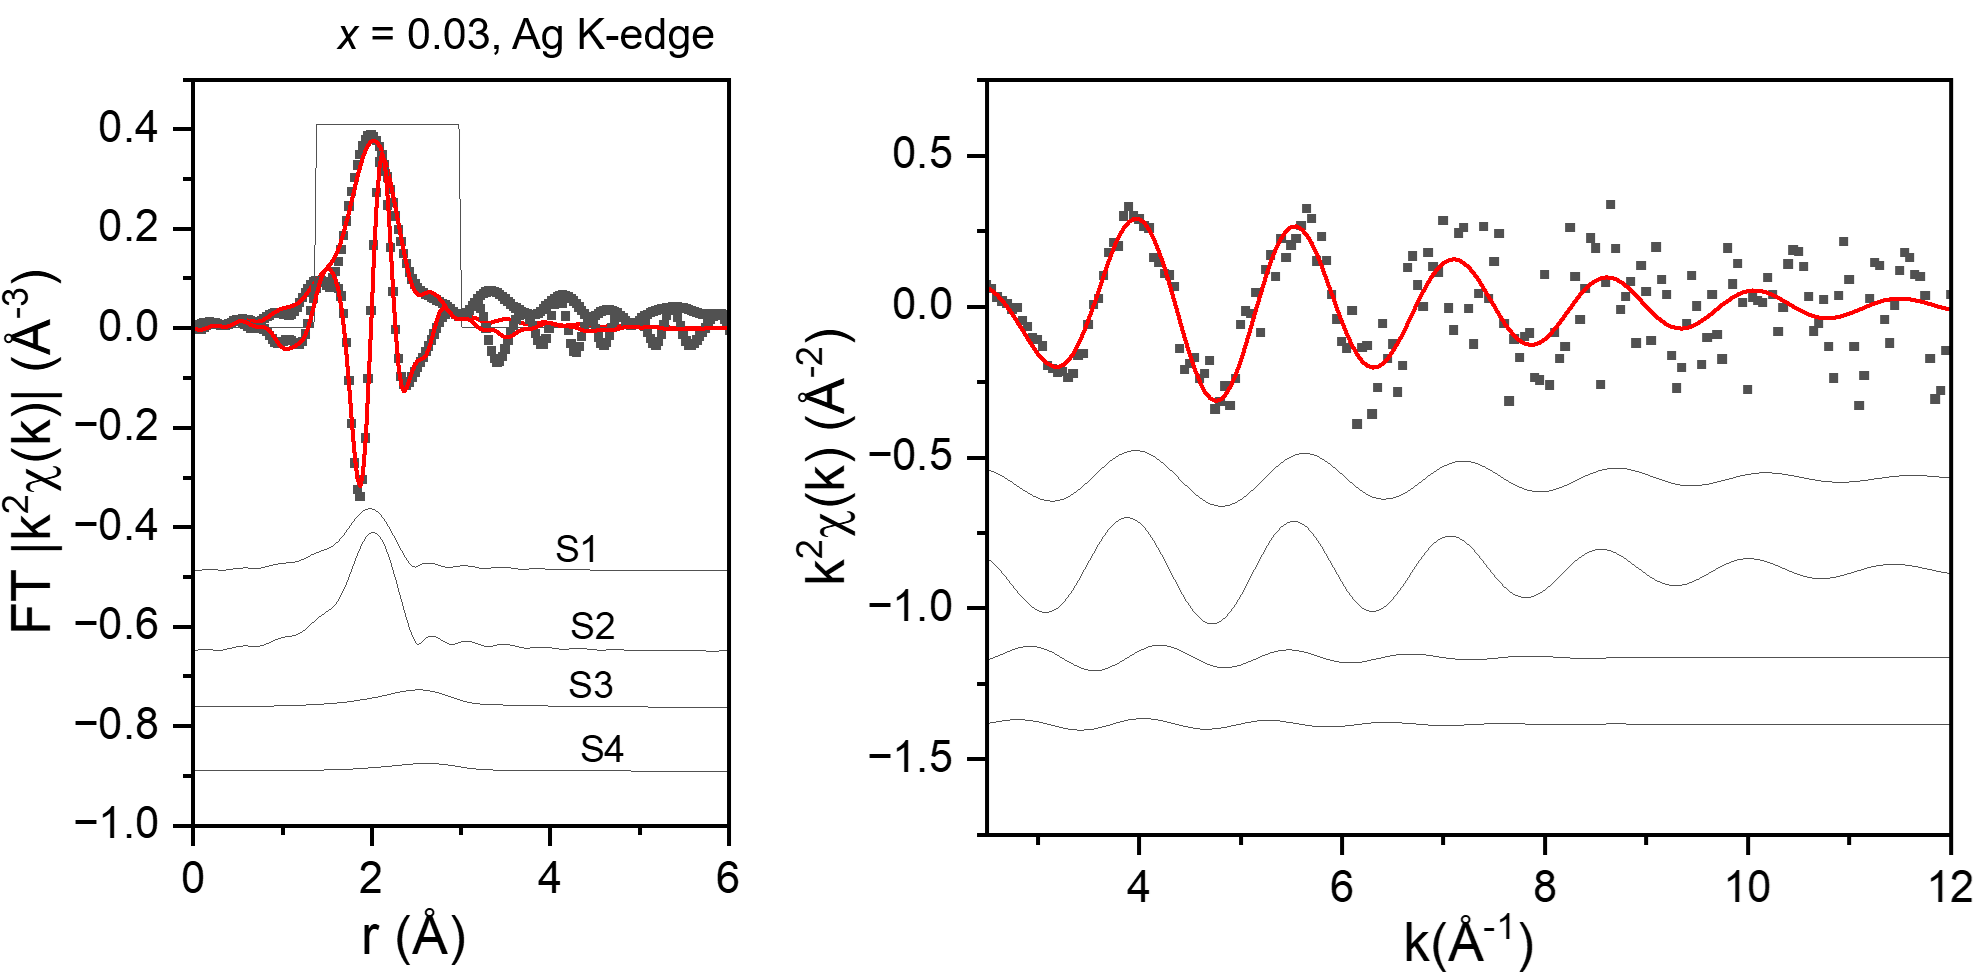 x = 0.03, Ag K-edge
FT |k²χ(k)| (Å⁻³)
0.4
0.2
0.0
−0.2
−0.4
−0.6
−0.8
−1.0
S1
S2
S3
S4
0 2 4 6
r (Å)
k²χ(k) (Å⁻²)
0.5
0.0
−0.5
−1.0
−1.5
4 6 8 10 12
k(Å⁻¹)